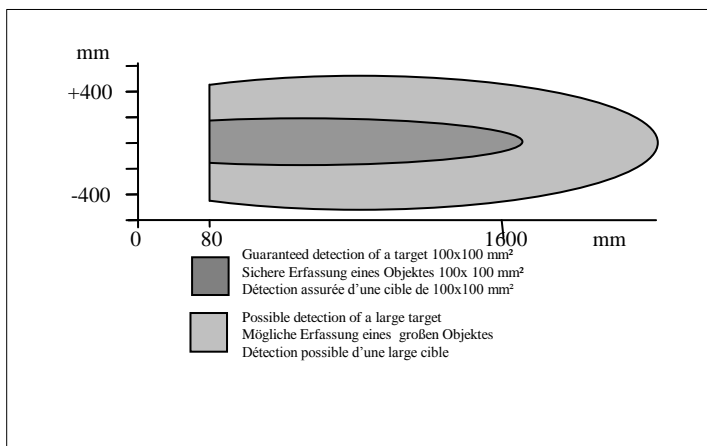 mm
+400
-400
0 80 1600 mm
Guaranteed detection of a target 100x100 mm²
Sichere Erfassung eines Objektes 100x 100 mm²
Détection assurée d’une cible de 100x100 mm²
Possible detection of a large target
Mögliche Erfassung eines  großen Objektes
Détection possible d’une large cible